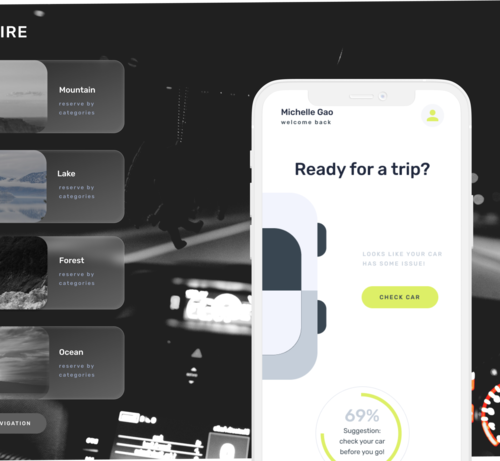 IRE
Mountain
reserve by
categories
Lake
reserve by
categories
Forest
reserve by
categories
Ocean
reserve by
categories
VIGATION
Michelle Gao
welcome back
Ready for a trip?
LOOKS LIKE YOUR CAR
HAS SOME ISSUE!
CHECK CAR
69%
Suggestion:
check your car
before you go!